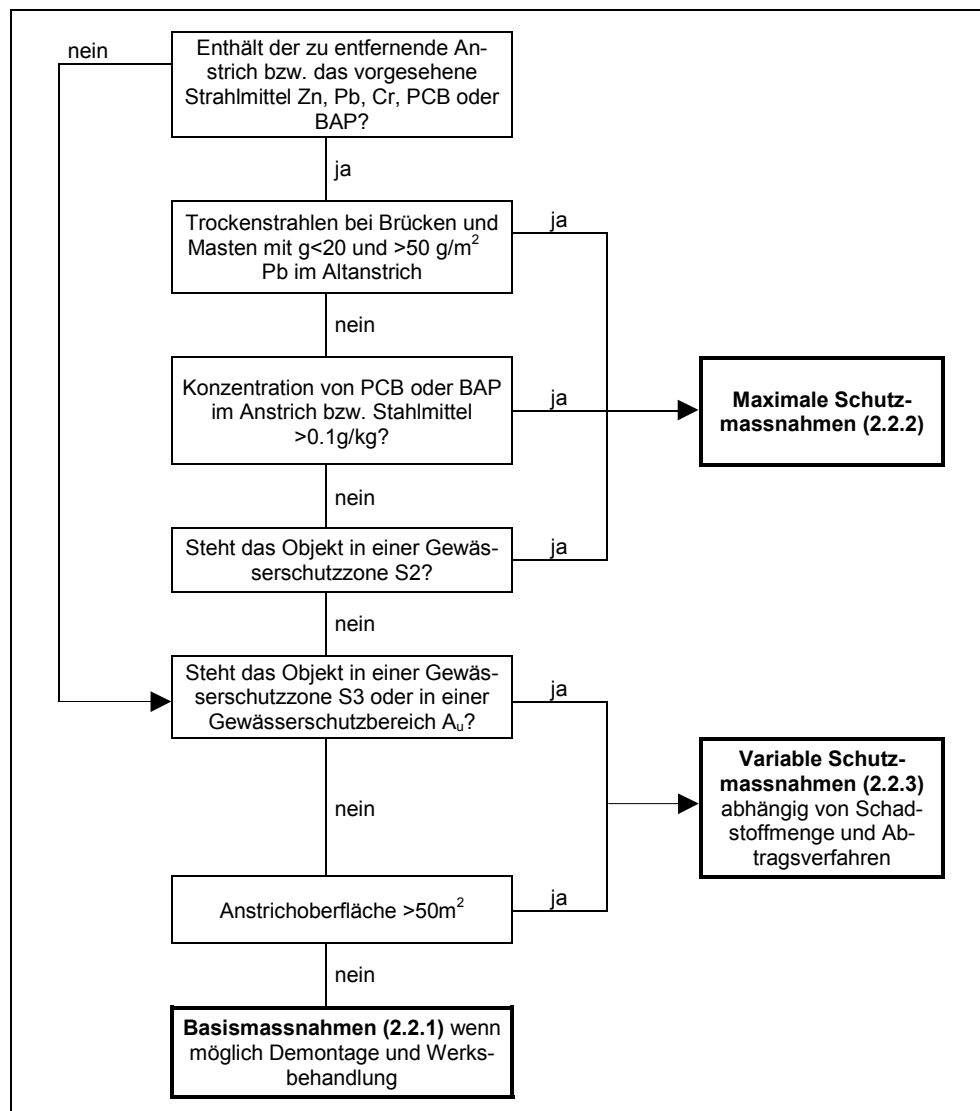 nein
Enthält der zu entfernende An-
strich bzw. das vorgesehene
Strahlmittel Zn, Pb, Cr, PCB oder
BAP?
ja
Trockenstrahlen bei Brücken und
Masten mit g<20 und >50 g/m²
Pb im Altanstrich
ja
nein
Konzentration von PCB oder BAP
im Anstrich bzw. Stahlmittel
>0.1g/kg?
ja
Maximale Schutz-
massnahmen (2.2.2)
nein
Steht das Objekt in einer Gewäs-
serschutzzone S2?
ja
nein
Steht das Objekt in einer Gewäs-
serschutzzone S3 oder in einer
Gewässerschutzbereich Aᵤ?
ja
Variable Schutz-
massnahmen (2.2.3)
abhängig von Schad-
stoffmenge und Ab-
tragsverfahren
nein
Anstrichoberfläche >50m²
ja
nein
Basismassnahmen (2.2.1) wenn
möglich Demontage und Werks-
behandlung